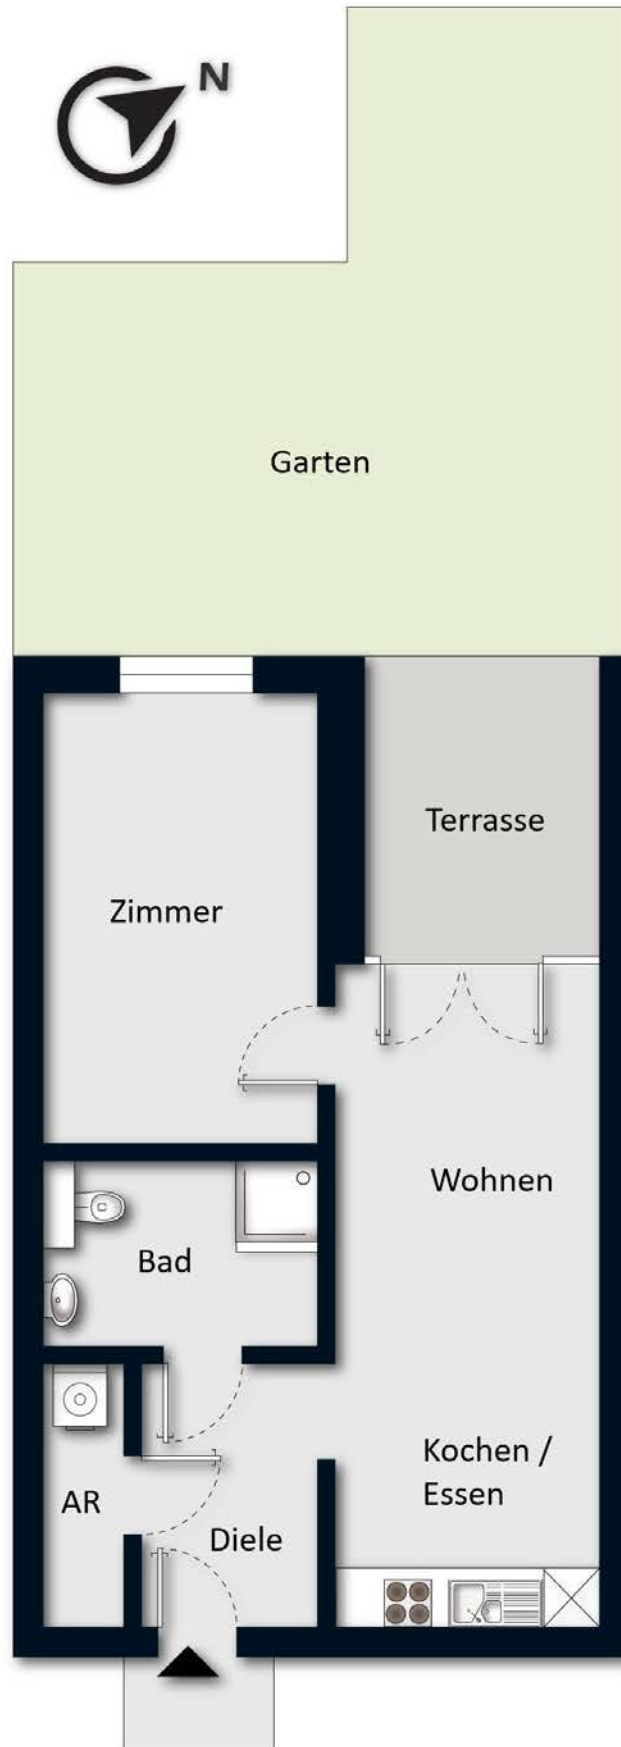 N
Garten
Terrasse
Zimmer
Wohnen
Bad
Kochen /
Essen
AR
Diele